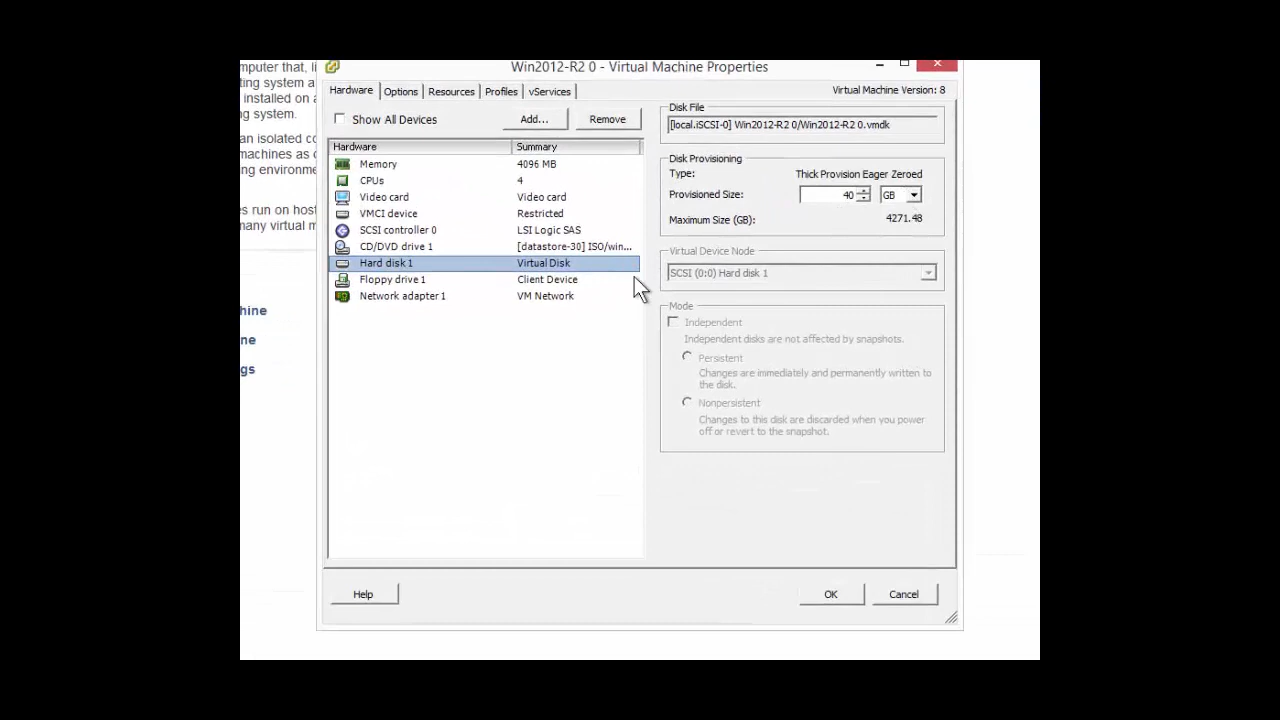 mputer that, li
ting system a
installed on a
g system.
an isolated co
machines as d
ng environme
es run on host
many virtual m
hine
ne
gs
Win2012-R2 0 - Virtual Machine Properties
Hardware Options Resources Profiles vServices
Virtual Machine Version: 8
Show All Devices Add... Remove
Hardware Summary
Memory 4096 MB
CPUs 4
Video card Video card
VMCI device Restricted
SCSI controller 0 LSI Logic SAS
CD/DVD drive 1 [datastore-30] ISO/win...
Hard disk 1 Virtual Disk
Floppy drive 1 Client Device
Network adapter 1 VM Network
Disk File
[local.iSCSI-0] Win2012-R2 0/Win2012-R2 0.vmdk
Disk Provisioning
Type: Thick Provision Eager Zeroed
Provisioned Size: 40 GB
Maximum Size (GB): 4271.48
Virtual Device Node
SCSI (0:0) Hard disk 1
Mode
Independent
Independent disks are not affected by snapshots.
Persistent
Changes are immediately and permanently written to
the disk.
Nonpersistent
Changes to this disk are discarded when you power
off or revert to the snapshot.
Help OK Cancel